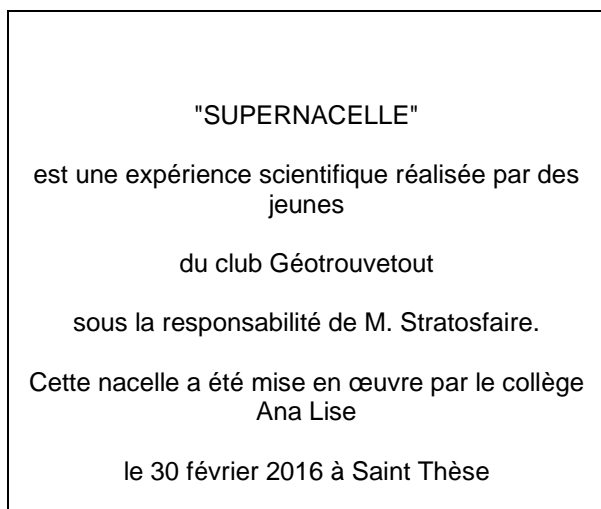 "SUPERNACELLE"
est une expérience scientifique réalisée par des
jeunes
du club Géotrouvetout
sous la responsabilité de M. Stratosfaire.
Cette nacelle a été mise en œuvre par le collège
Ana Lise
le 30 février 2016 à Saint Thèse